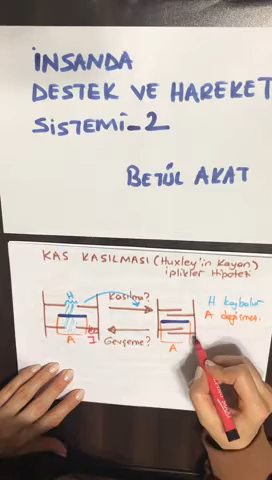 İNSANDA
DESTEK VE HAREKET
SİSTEMİ-2
BETÜL AKAT
KAS KASILMASI (Huxley'in Kayan
iplikler Hipotezi)
H
Kasılma?
H kaybolur
A değişmez.
A
I
Gevşeme?
A